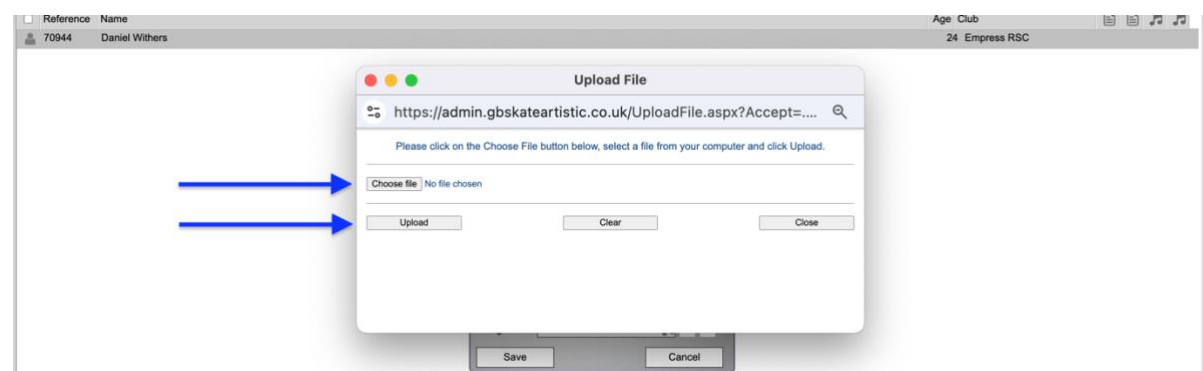 Reference Name Age Club
70944 Daniel Withers 24 Empress RSC
Upload File
https://admin.gbskateartistic.co.uk/UploadFile.aspx?Accept=....
Please click on the Choose File button below, select a file from your computer and click Upload.
Choose file No file chosen
Upload Clear Close
Save Cancel